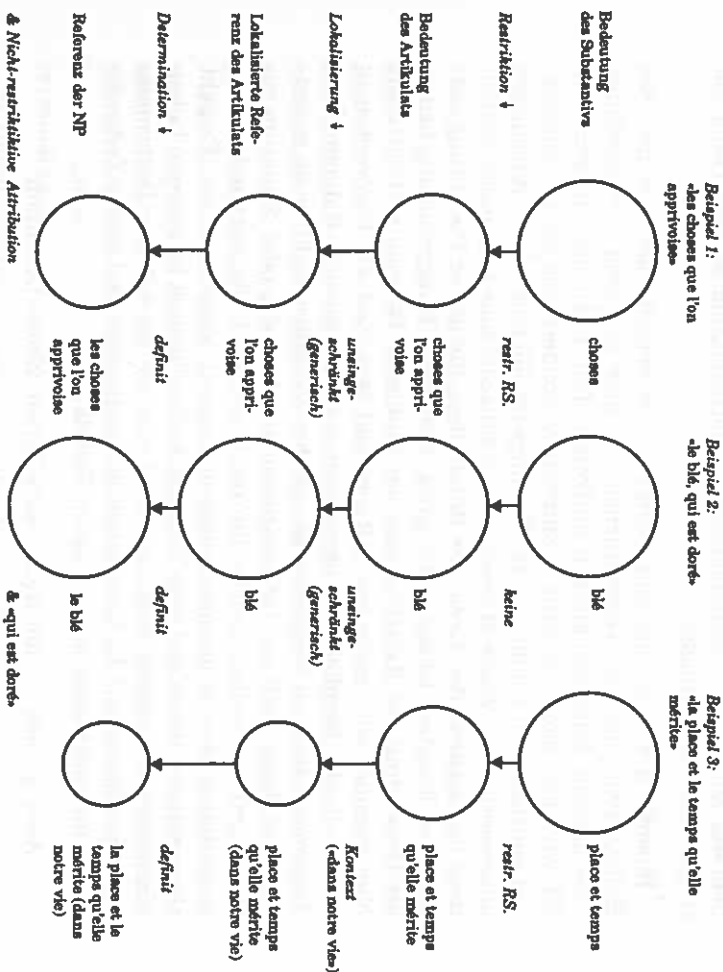 Beispiel 1:
«les choses que l'on
apprivoise»
Beispiel 2:
«le blé, qui est doré»
Beispiel 3:
«la place et le temps qu'elle
mérite»
Bedeutung
des Substantivs
choses
blé
place et temps
Restriktion ↓
restr. RS.
keine
restr. RS.
Bedeutung
des Artikulats
choses que
l'on appri-
voise
blé
place et temps
qu'elle mérite
Lokalisierung ↓
uneinge-
schränkt
(generisch)
uneinge-
schränkt
(generisch)
Kontext
(«dans notre vie»)
Lokalisierte Refe-
renz des Artikulats
choses que
l'on appri-
voise
blé
place et temps
qu'elle mérite
(dans notre vie)
Determination ↓
definit
definit
definit
Referenz der NP
les choses
que l'on
apprivoise
le blé
la place et le
temps qu'elle
mérite (dans
notre vie)
& Nicht-restriktiktive Attribution
& «qui est doré»